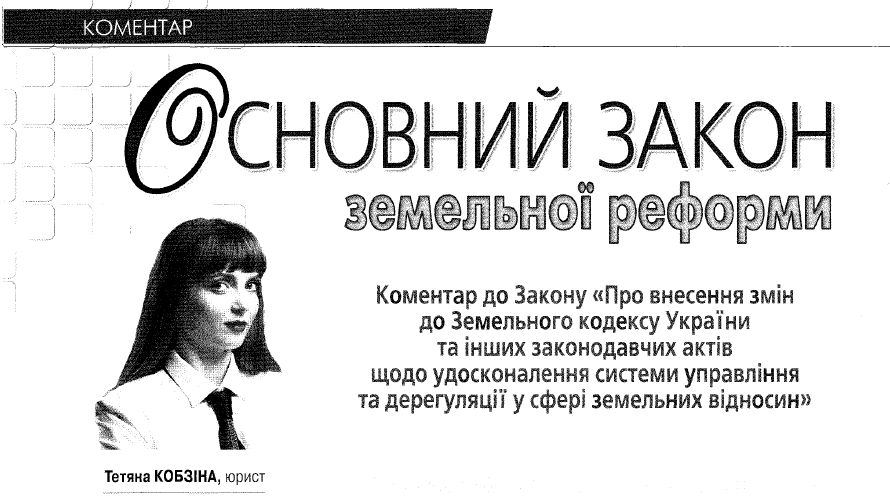 КОМЕНТАР
ОСНОВНИЙ ЗАКОН
земельної реформи
Коментар до Закону «Про внесення змін
до Земельного кодексу України
та інших законодавчих актів
щодо удосконалення системи управління
та дерегуляції у сфері земельних відносин»
Тетяна КОБЗІНА, юрист